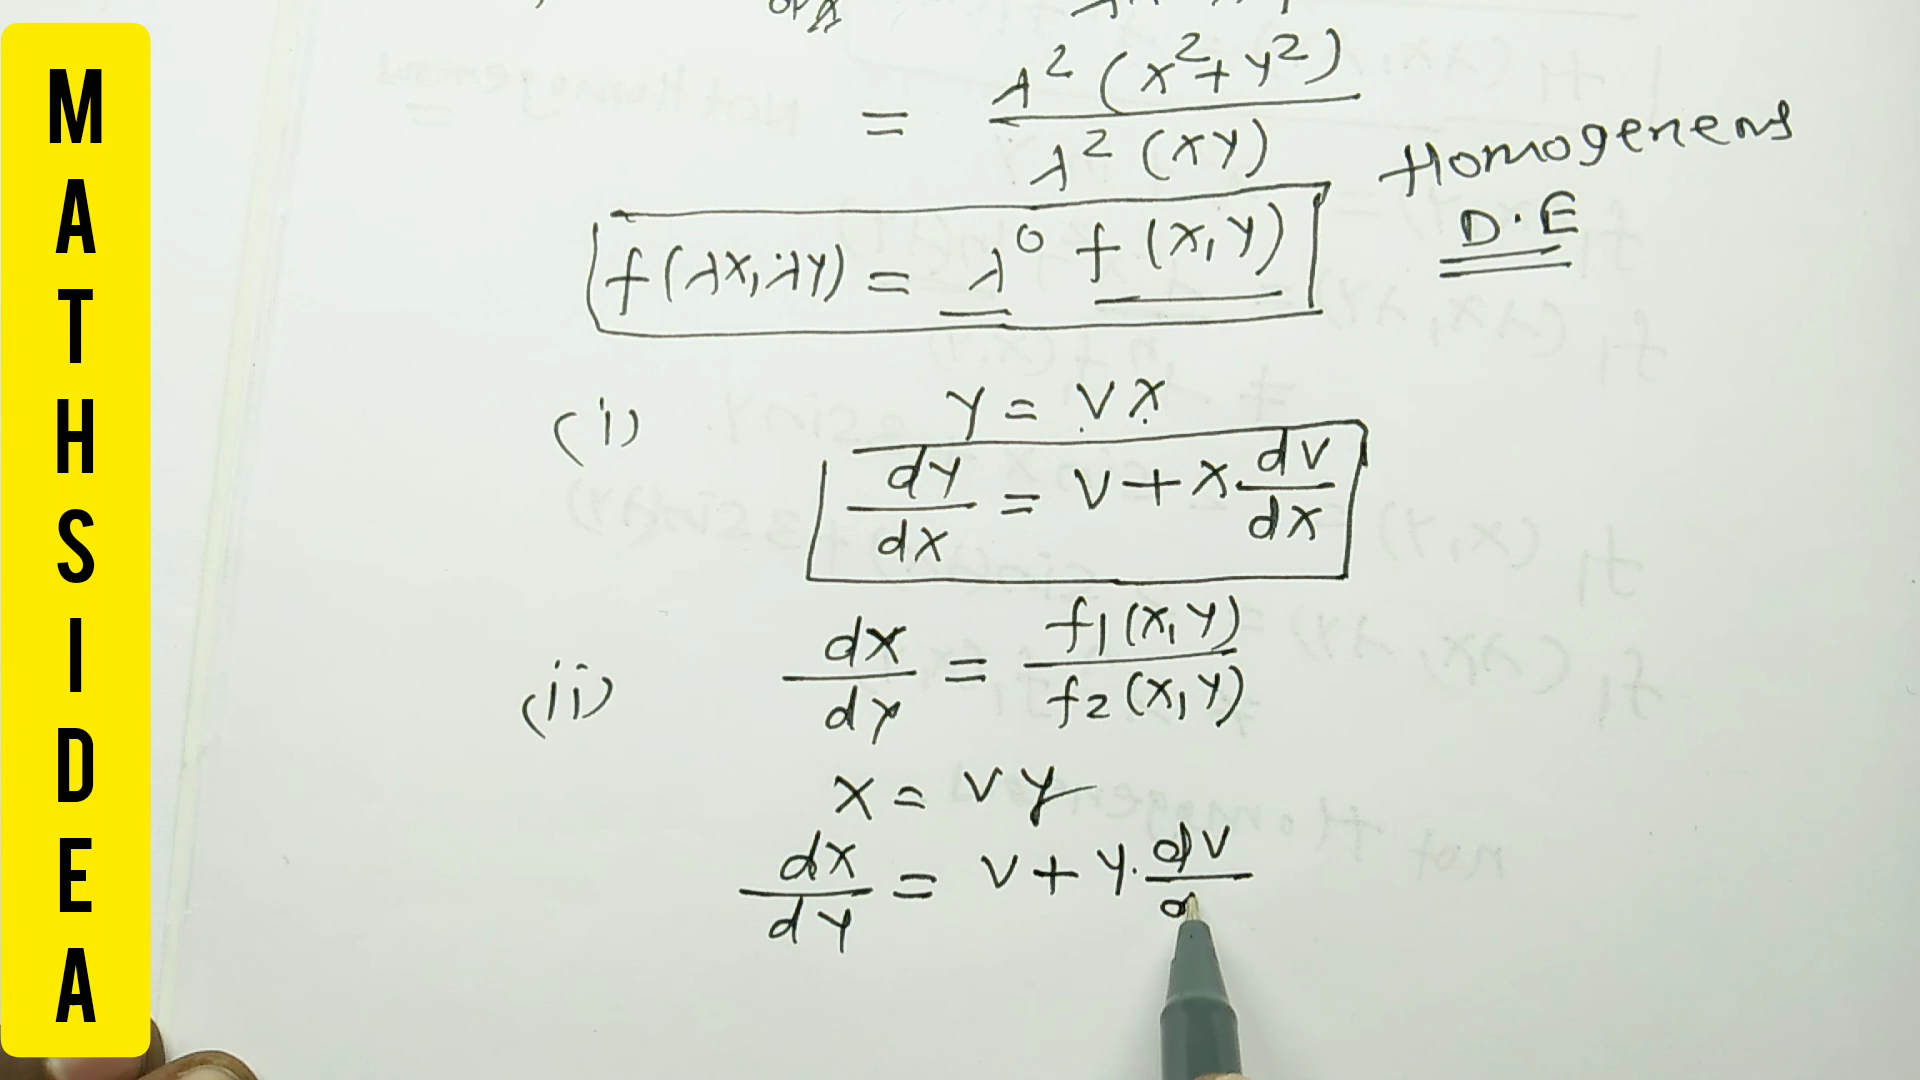 MATHS IDEA
= λ² (x² + y²) / λ² (xy)
Homogenens
D.E
f(λx, λy) = λ⁰ f(x, y)
(i) y = vx
dy/dx = v + x. dv/dx
(ii) dx/dy = f₁(x, y) / f₂(x, y)
x = vy
dx/dy = v + y. dv/